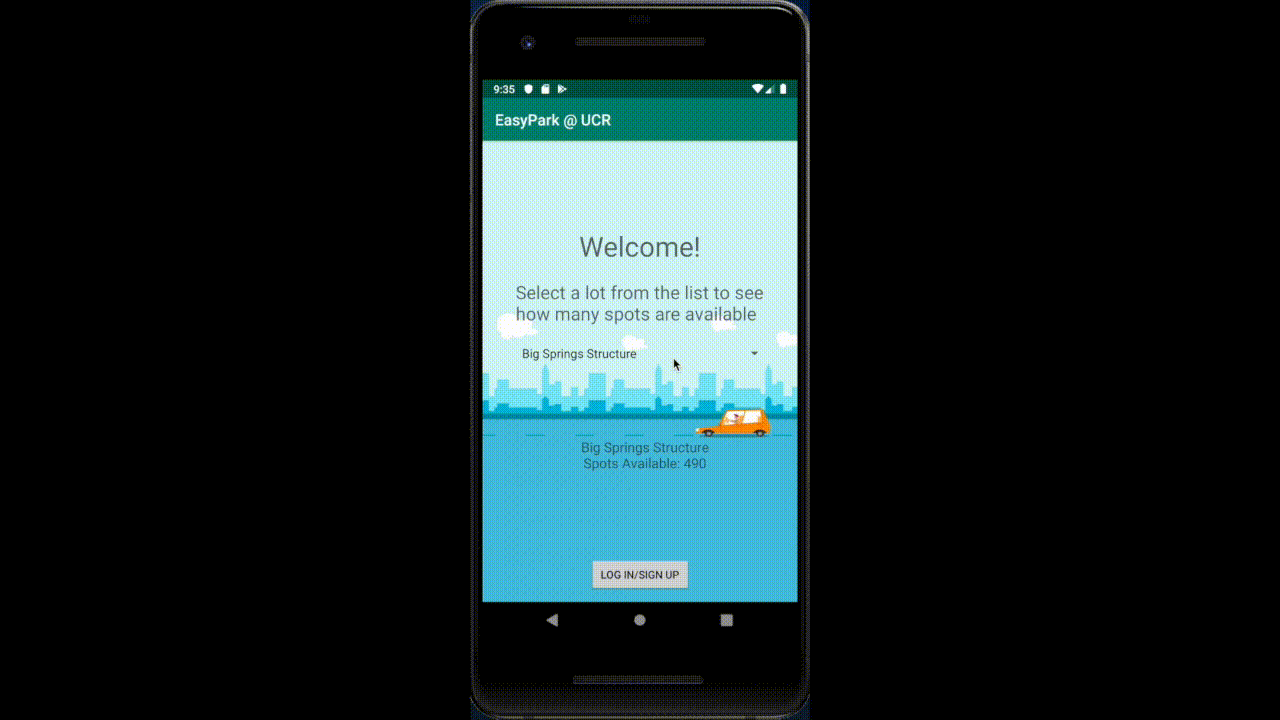 9:35
EasyPark @ UCR
Welcome!
Select a lot from the list to see
how many spots are available
Big Springs Structure
Big Springs Structure
Spots Available: 490
LOG IN/SIGN UP